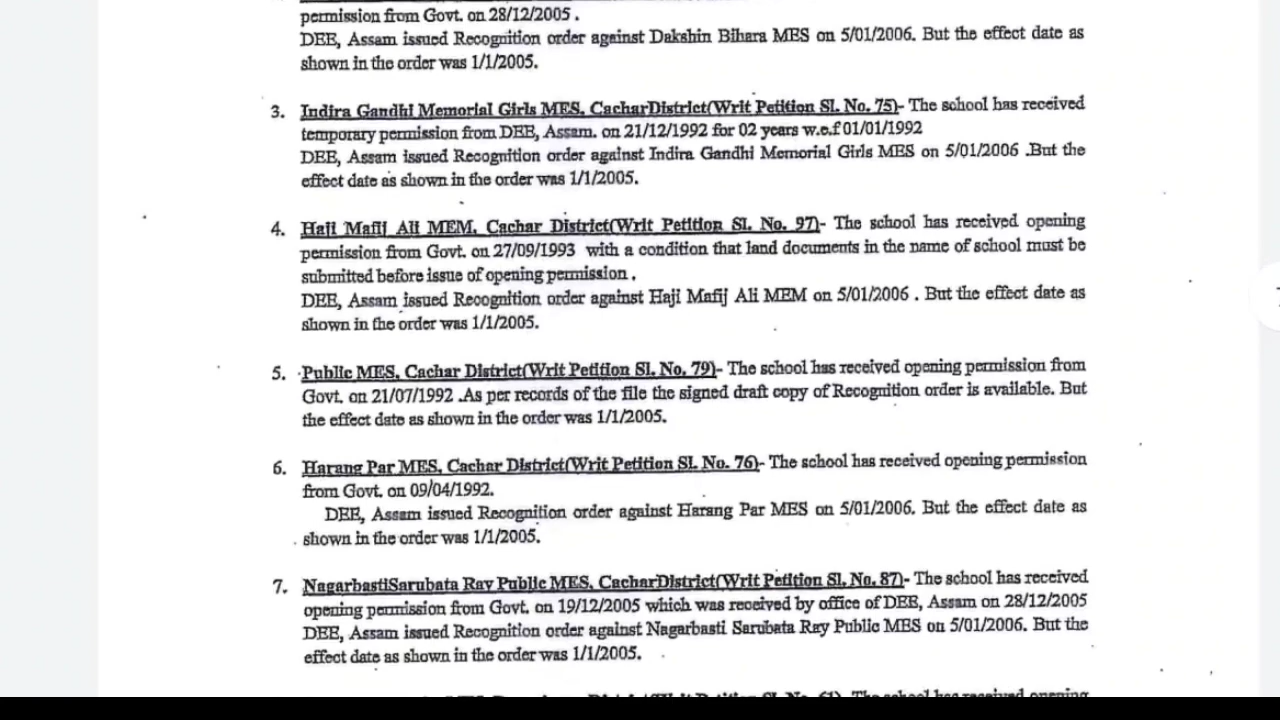 permission from Govt. on 28/12/2005 .
DEE, Assam issued Recognition order against Dakshin Bihara MES on 5/01/2006. But the effect date as
shown in the order was 1/1/2005.
3. Indira Gandhi Memorial Girls MES, CacharDistrict(Writ Petition Sl. No. 75)- The school has received
temporary permission from DEE, Assam. on 21/12/1992 for 02 years w.e.f 01/01/1992
DEE, Assam issued Recognition order against Indira Gandhi Memorial Girls MES on 5/01/2006 .But the
effect date as shown in the order was 1/1/2005.
4. Haji Mafij Ali MEM, Cachar District(Writ Petition Sl. No. 97)- The school has received opening
permission from Govt. on 27/09/1993 with a condition that land documents in the name of school must be
submitted before issue of opening permission .
DEE, Assam issued Recognition order against Haji Mafij Ali MEM on 5/01/2006 . But the effect date as
shown in the order was 1/1/2005.
5. Public MES, Cachar District(Writ Petition Sl. No. 79)- The school has received opening permission from
Govt. on 21/07/1992 .As per records of the file the signed draft copy of Recognition order is available. But
the effect date as shown in the order was 1/1/2005.
6. Harang Par MES, Cachar District(Writ Petition Sl. No. 76)- The school has received opening permission
from Govt. on 09/04/1992.
DEE, Assam issued Recognition order against Harang Par MES on 5/01/2006. But the effect date as
shown in the order was 1/1/2005.
7. NagarbastiSarubata Ray Public MES, CacharDistrict(Writ Petition Sl. No. 87)- The school has received
opening permission from Govt. on 19/12/2005 which was received by office of DEE, Assam on 28/12/2005
DEE, Assam issued Recognition order against Nagarbasti Sarubata Ray Public MES on 5/01/2006. But the
effect date as shown in the order was 1/1/2005.
District(Writ Petition Sl. No. 61)- The school has received opening